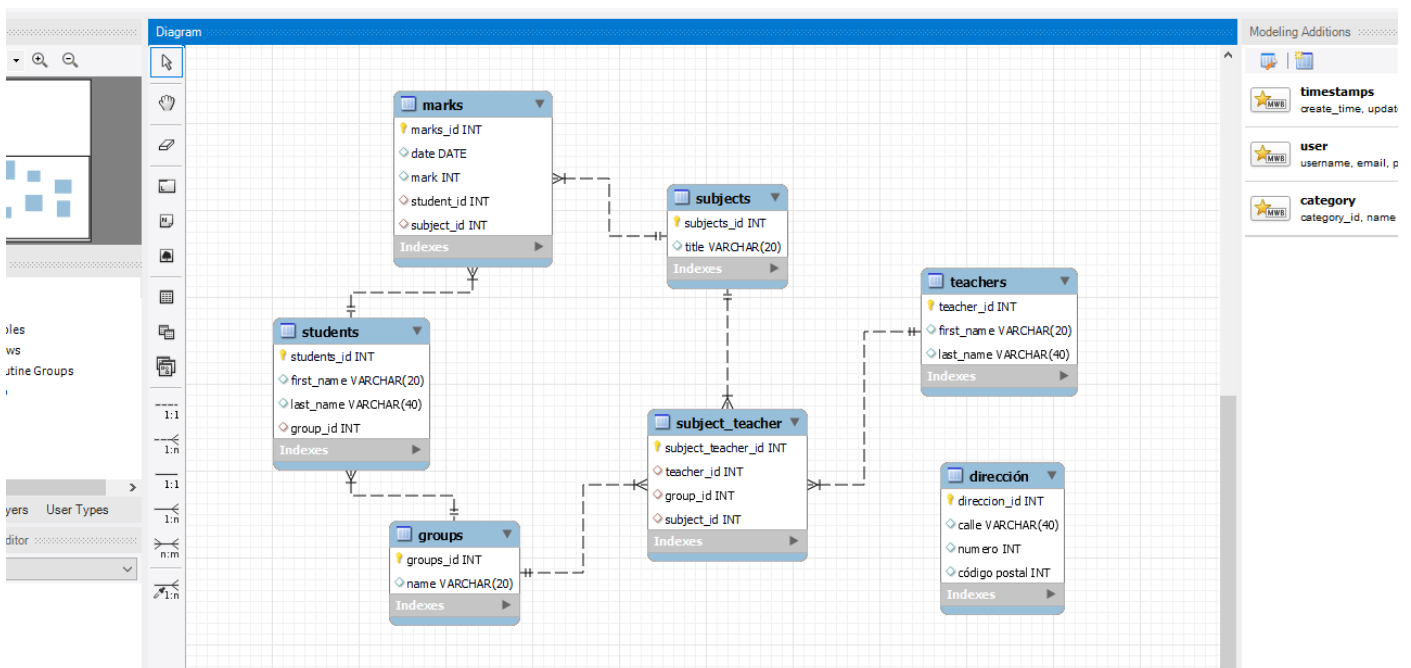 Diagram
Modeling Additions
marks
marks_id INT
date DATE
mark INT
student_id INT
subject_id INT
Indexes
subjects
subjects_id INT
title VARCHAR(20)
Indexes
teachers
teacher_id INT
first_name VARCHAR(20)
last_name VARCHAR(40)
Indexes
students
students_id INT
first_name VARCHAR(20)
last_name VARCHAR(40)
group_id INT
Indexes
subject_teacher
subject_teacher_id INT
teacher_id INT
group_id INT
subject_id INT
Indexes
dirección
direccion_id INT
calle VARCHAR(40)
numero INT
código postal INT
Indexes
groups
groups_id INT
name VARCHAR(20)
Indexes
timestamps
create_time, updat
MWB
user
username, email, p
MWB
category
category_id, name
MWB
ws
utine Groups
yers User Types
ditor
1:1
1:n
1:1
1:n
n:m
1:n